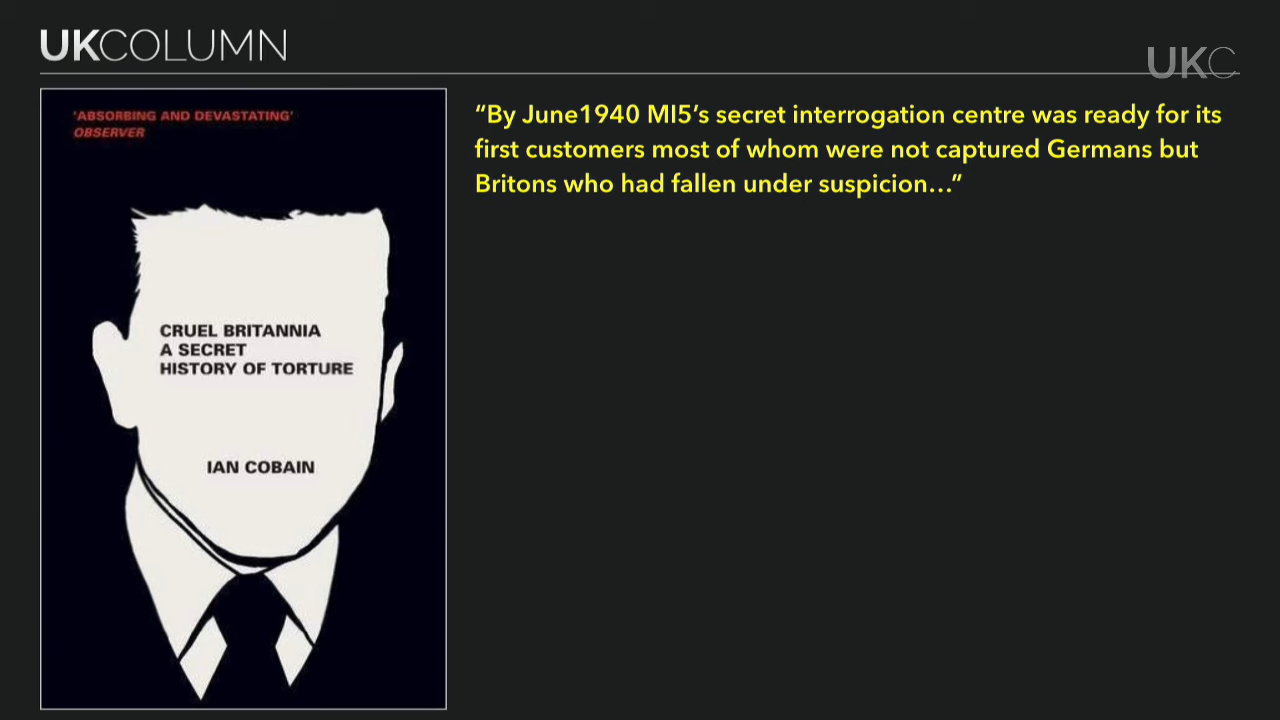 UKCOLUMN
UKC
'ABSORBING AND DEVASTATING'
OBSERVER
CRUEL BRITANNIA
A SECRET
HISTORY OF TORTURE
IAN COBAIN
“By June1940 MI5’s secret interrogation centre was ready for its
first customers most of whom were not captured Germans but
Britons who had fallen under suspicion…”